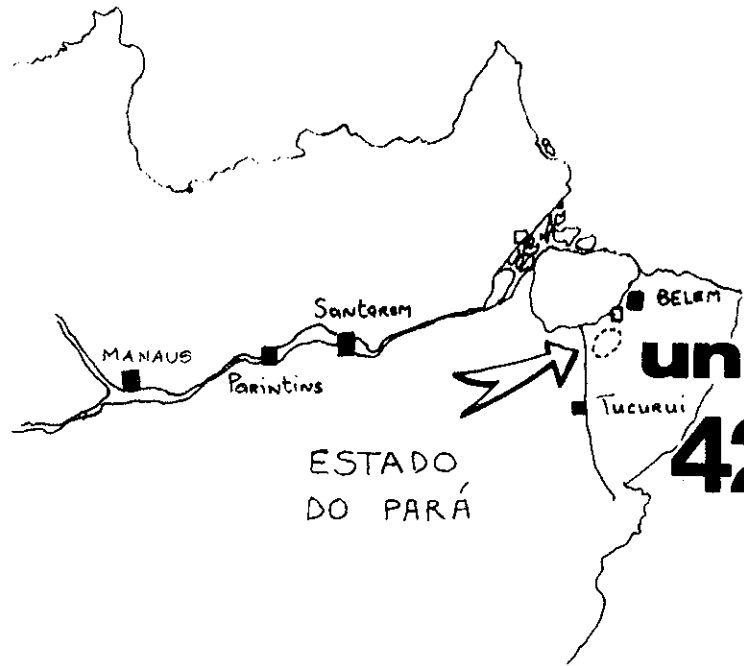 BELEM
Santarem
MANAUS
Parintins
un
TUCURUI
42
ESTADO
DO PARÁ